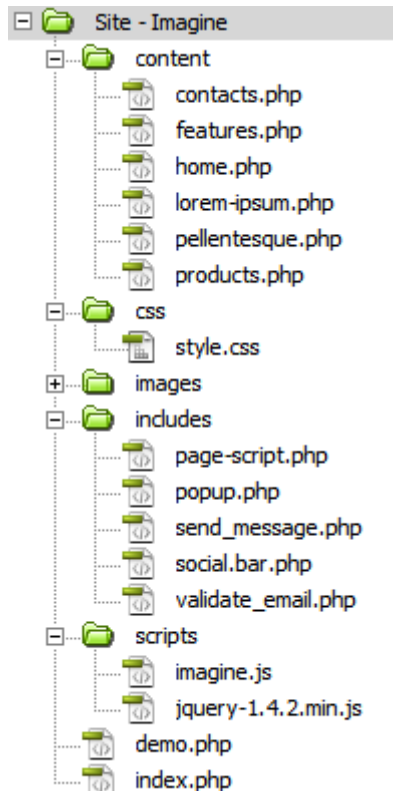 Site - Imagine
content
contacts.php
features.php
home.php
lorem-ipsum.php
pellentesque.php
products.php
css
style.css
images
includes
page-script.php
popup.php
send_message.php
social.bar.php
validate_email.php
scripts
imagine.js
jquery-1.4.2.min.js
demo.php
index.php